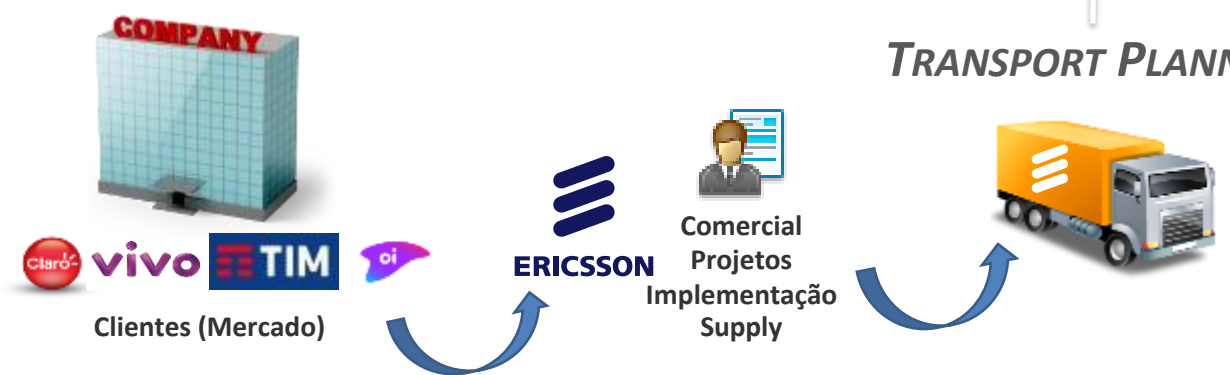 COMPANY
TRANSPORT PLANN
Claro
vivo
TIM
oi
ERICSSON
Comercial
Projetos
Implementação
Supply
Clientes (Mercado)